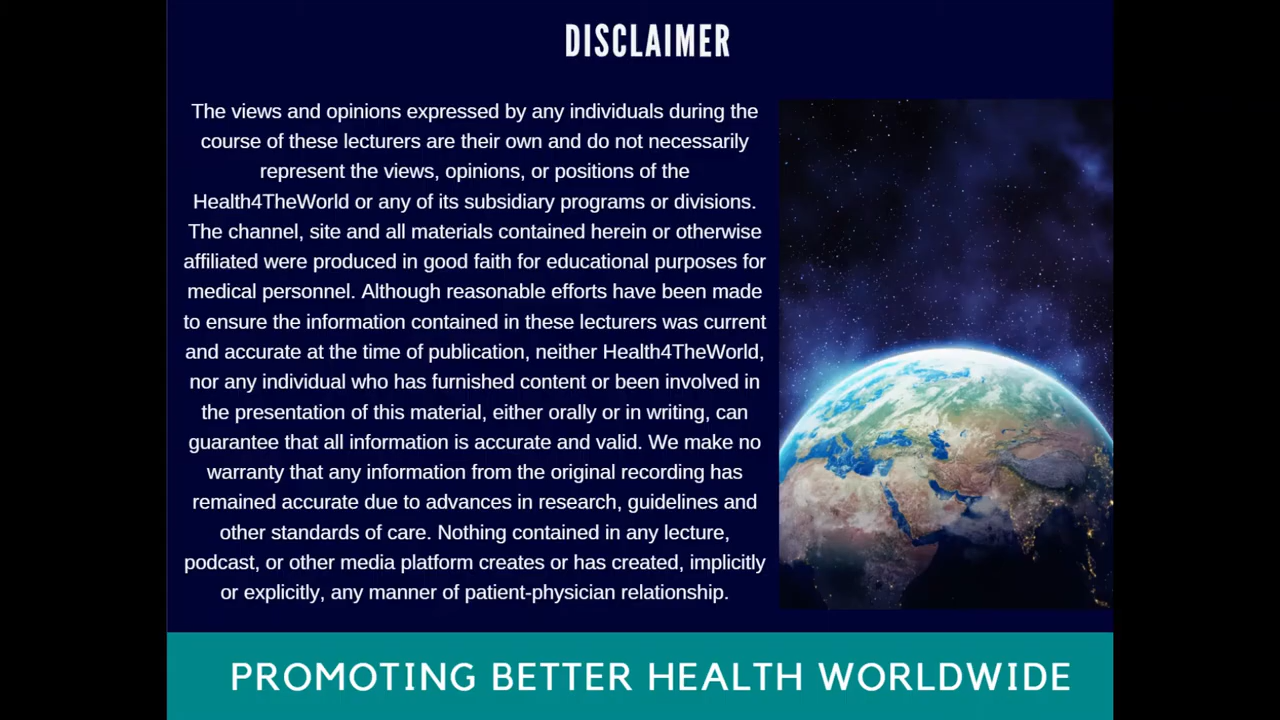 DISCLAIMER
The views and opinions expressed by any individuals during the
course of these lecturers are their own and do not necessarily
represent the views, opinions, or positions of the
Health4TheWorld or any of its subsidiary programs or divisions.
The channel, site and all materials contained herein or otherwise
affiliated were produced in good faith for educational purposes for
medical personnel. Although reasonable efforts have been made
to ensure the information contained in these lecturers was current
and accurate at the time of publication, neither Health4TheWorld,
nor any individual who has furnished content or been involved in
the presentation of this material, either orally or in writing, can
guarantee that all information is accurate and valid. We make no
warranty that any information from the original recording has
remained accurate due to advances in research, guidelines and
other standards of care. Nothing contained in any lecture,
podcast, or other media platform creates or has created, implicitly
or explicitly, any manner of patient-physician relationship.
PROMOTING BETTER HEALTH WORLDWIDE